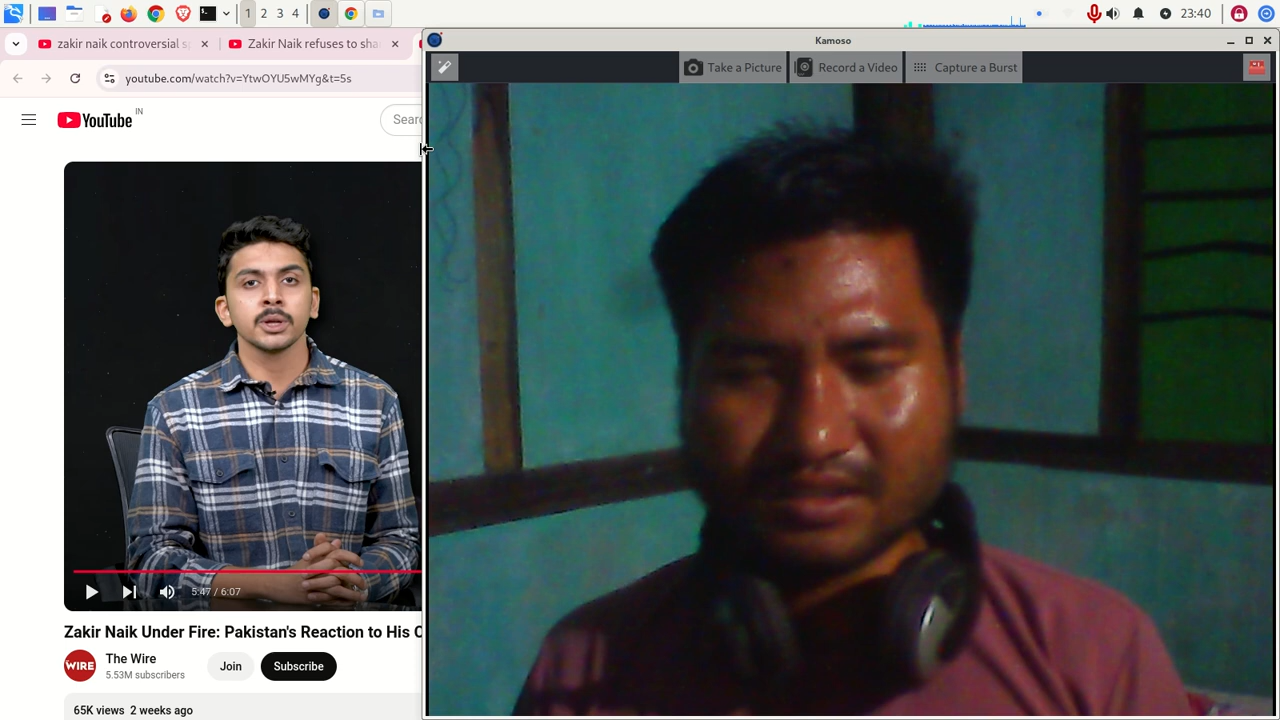 1 2 3 4
23:40
zakir naik controversial s
Zakir Naik refuses to sha
Kamoso
youtube.com/watch?v=YtwOYU5wMYg&t=5s
Take a Picture
Record a Video
Capture a Burst
YouTube IN
Sear
5:47 / 6:07
Zakir Naik Under Fire: Pakistan's Reaction to His C
WIRE
The Wire
5.53M subscribers
Join
Subscribe
65K views 2 weeks ago